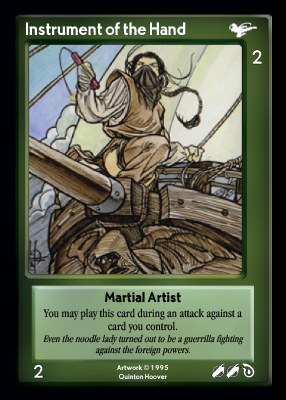 Instrument of the Hand
2
Martial Artist
You may play this card during an attack against a
card you control.
Even the noodle lady turned out to be a guerrilla fighting
against the foreign powers.
Artwork © 1995
Quinton Hoover
2